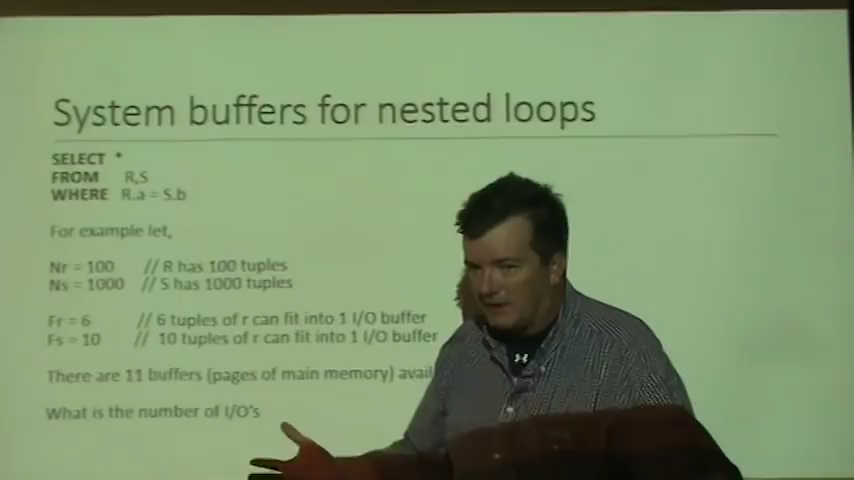 System buffers for nested loops
SELECT *
FROM R,S
WHERE R.a = S.b
For example let,
Nr = 100 // R has 100 tuples
Ns = 1000 // S has 1000 tuples
Fr = 6 // 6 tuples of r can fit into 1 I/O buffer
Fs = 10 // 10 tuples of r can fit into 1 I/O buffer
There are 11 buffers (pages of main memory) avail
What is the number of I/O's